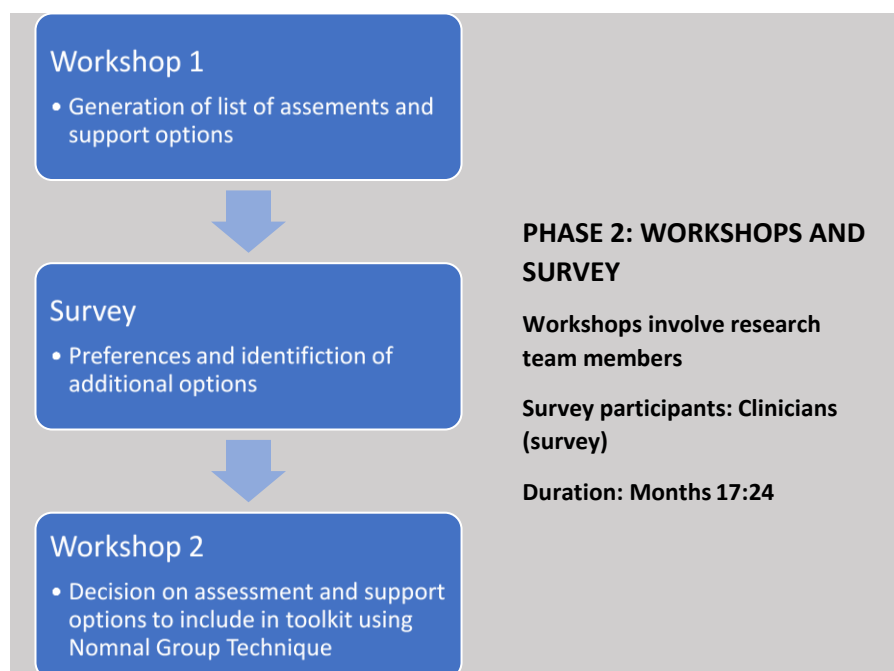 Workshop 1
• Generation of list of assements and
support options
Survey
• Preferences and identifiction of
additional options
Workshop 2
• Decision on assessment and support
options to include in toolkit using
Nomnal Group Technique
PHASE 2: WORKSHOPS AND
SURVEY
Workshops involve research
team members
Survey participants: Clinicians
(survey)
Duration: Months 17:24